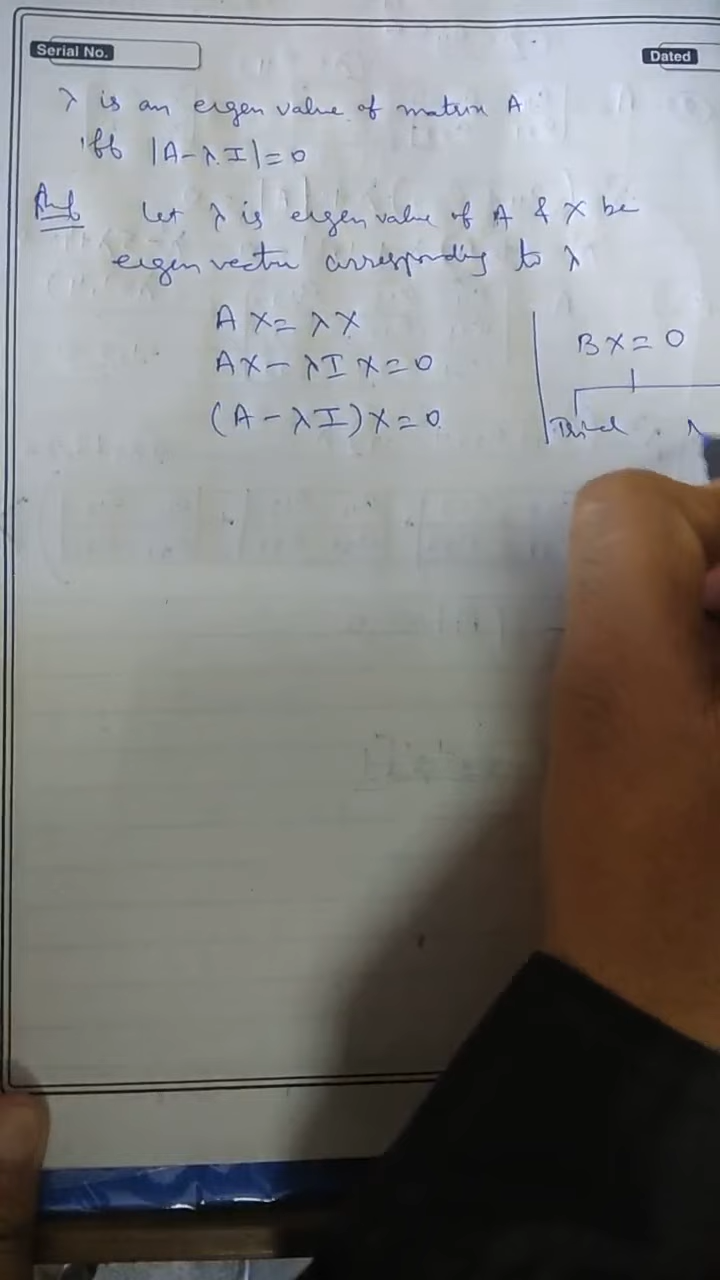 Serial No.
Dated
λ is an eigen value of matrix A
iff |A-λI|=0
Let λ is eigen value of A & X be
eigen vector corresponding to λ
AX=λX
AX-λIX=0
(A-λI)X=0
BX=0